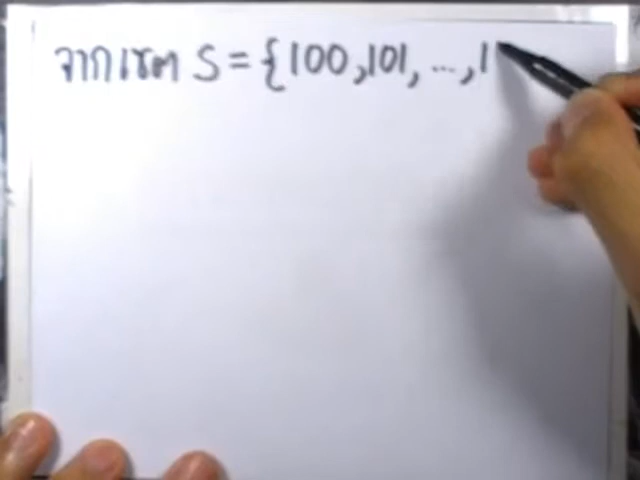 จากเซต S = {100,101, ..., 1